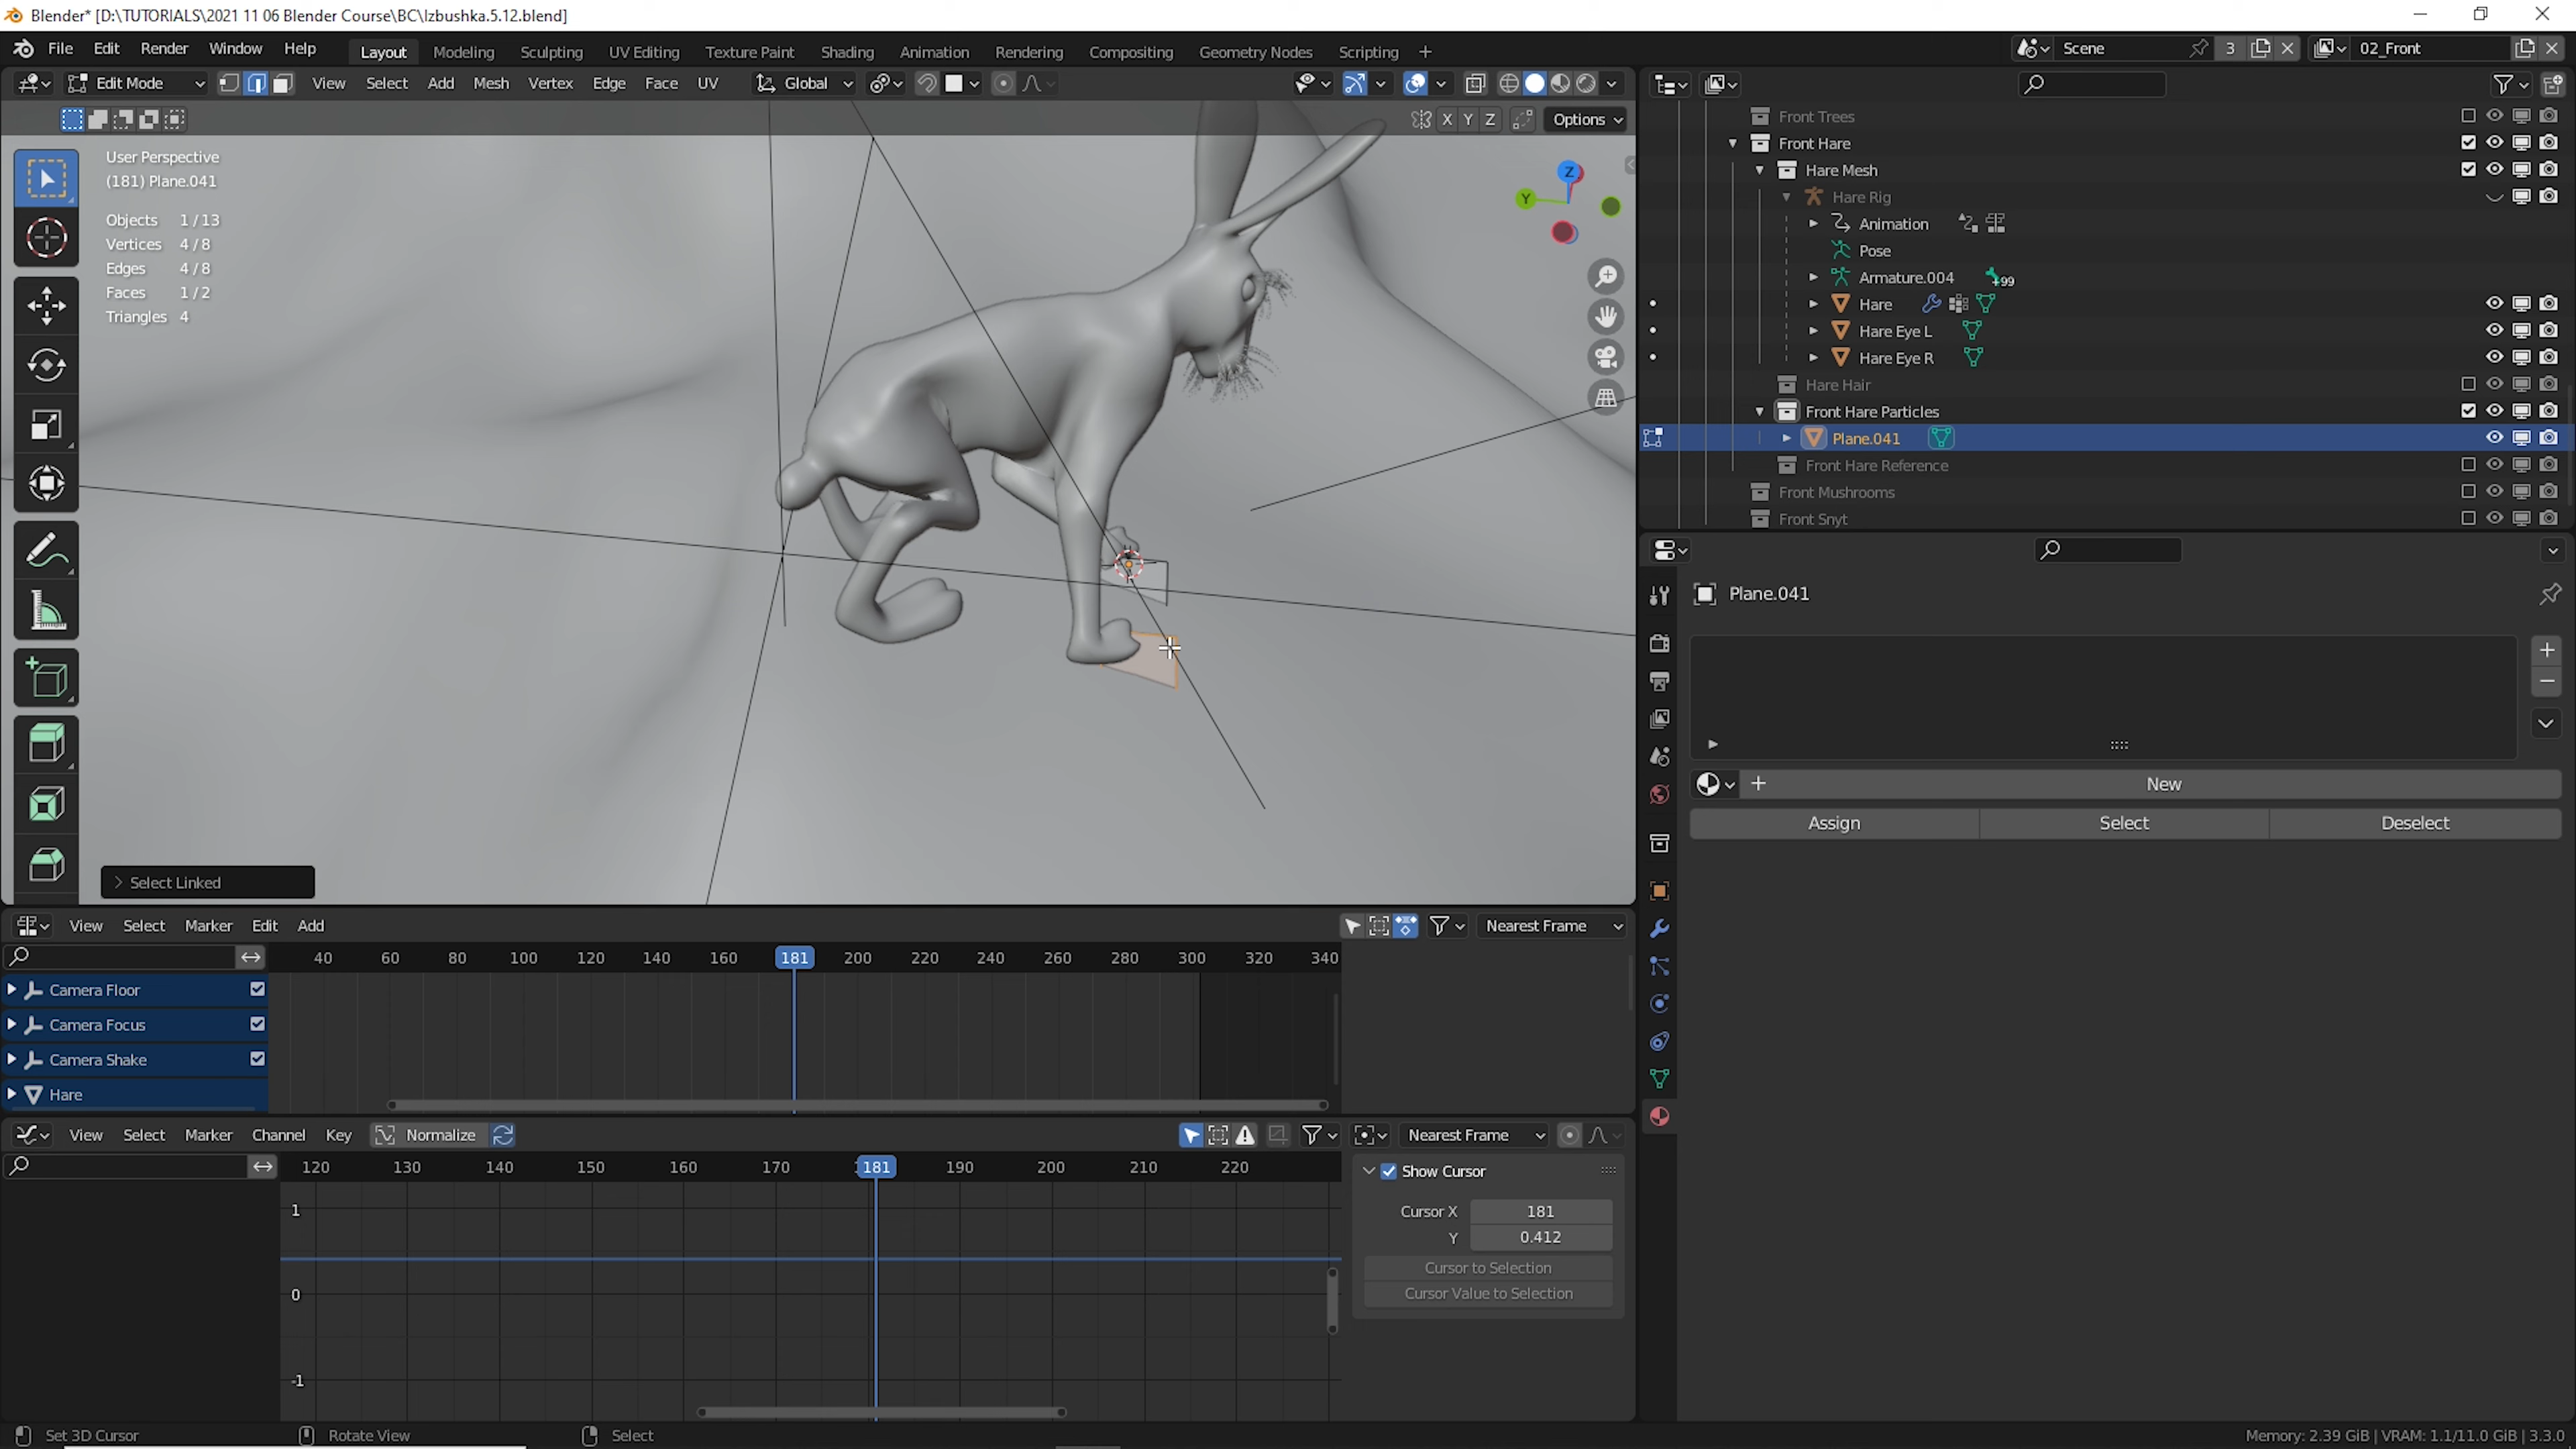 Blender* [D:\TUTORIALS\2021 11 06 Blender Course\BC\Izbushka.5.12.blend]
File Edit Render Window Help Layout Modeling Sculpting UV Editing Texture Paint Shading Animation Rendering Compositing Geometry Nodes Scripting + Scene 3 02_Front
Edit Mode View Select Add Mesh Vertex Edge Face UV Global
X Y Z Options
User Perspective
(181) Plane.041
Objects 1/13
Vertices 4/8
Edges 4/8
Faces 1/2
Triangles 4
Z
Y
Select Linked
Front Trees
Front Hare
Hare Mesh
Hare Rig
Animation
Pose
Armature.004 +99
Hare
Hare Eye L
Hare Eye R
Hare Hair
Front Hare Particles
Plane.041
Front Hare Reference
Front Mushrooms
Front Snyt
Plane.041
New
Assign Select Deselect
View Select Marker Edit Add Nearest Frame
40 60 80 100 120 140 160 181 200 220 240 260 280 300 320 340
Camera Floor
Camera Focus
Camera Shake
Hare
View Select Marker Channel Key Normalize Nearest Frame
120 130 140 150 160 170 181 190 200 210 220
1
0
-1
Show Cursor
Cursor X 181
Y 0.412
Cursor to Selection
Cursor Value to Selection
Set 3D Cursor Rotate View Select Memory: 2.39 GiB | VRAM: 1.1/11.0 GiB | 3.3.0